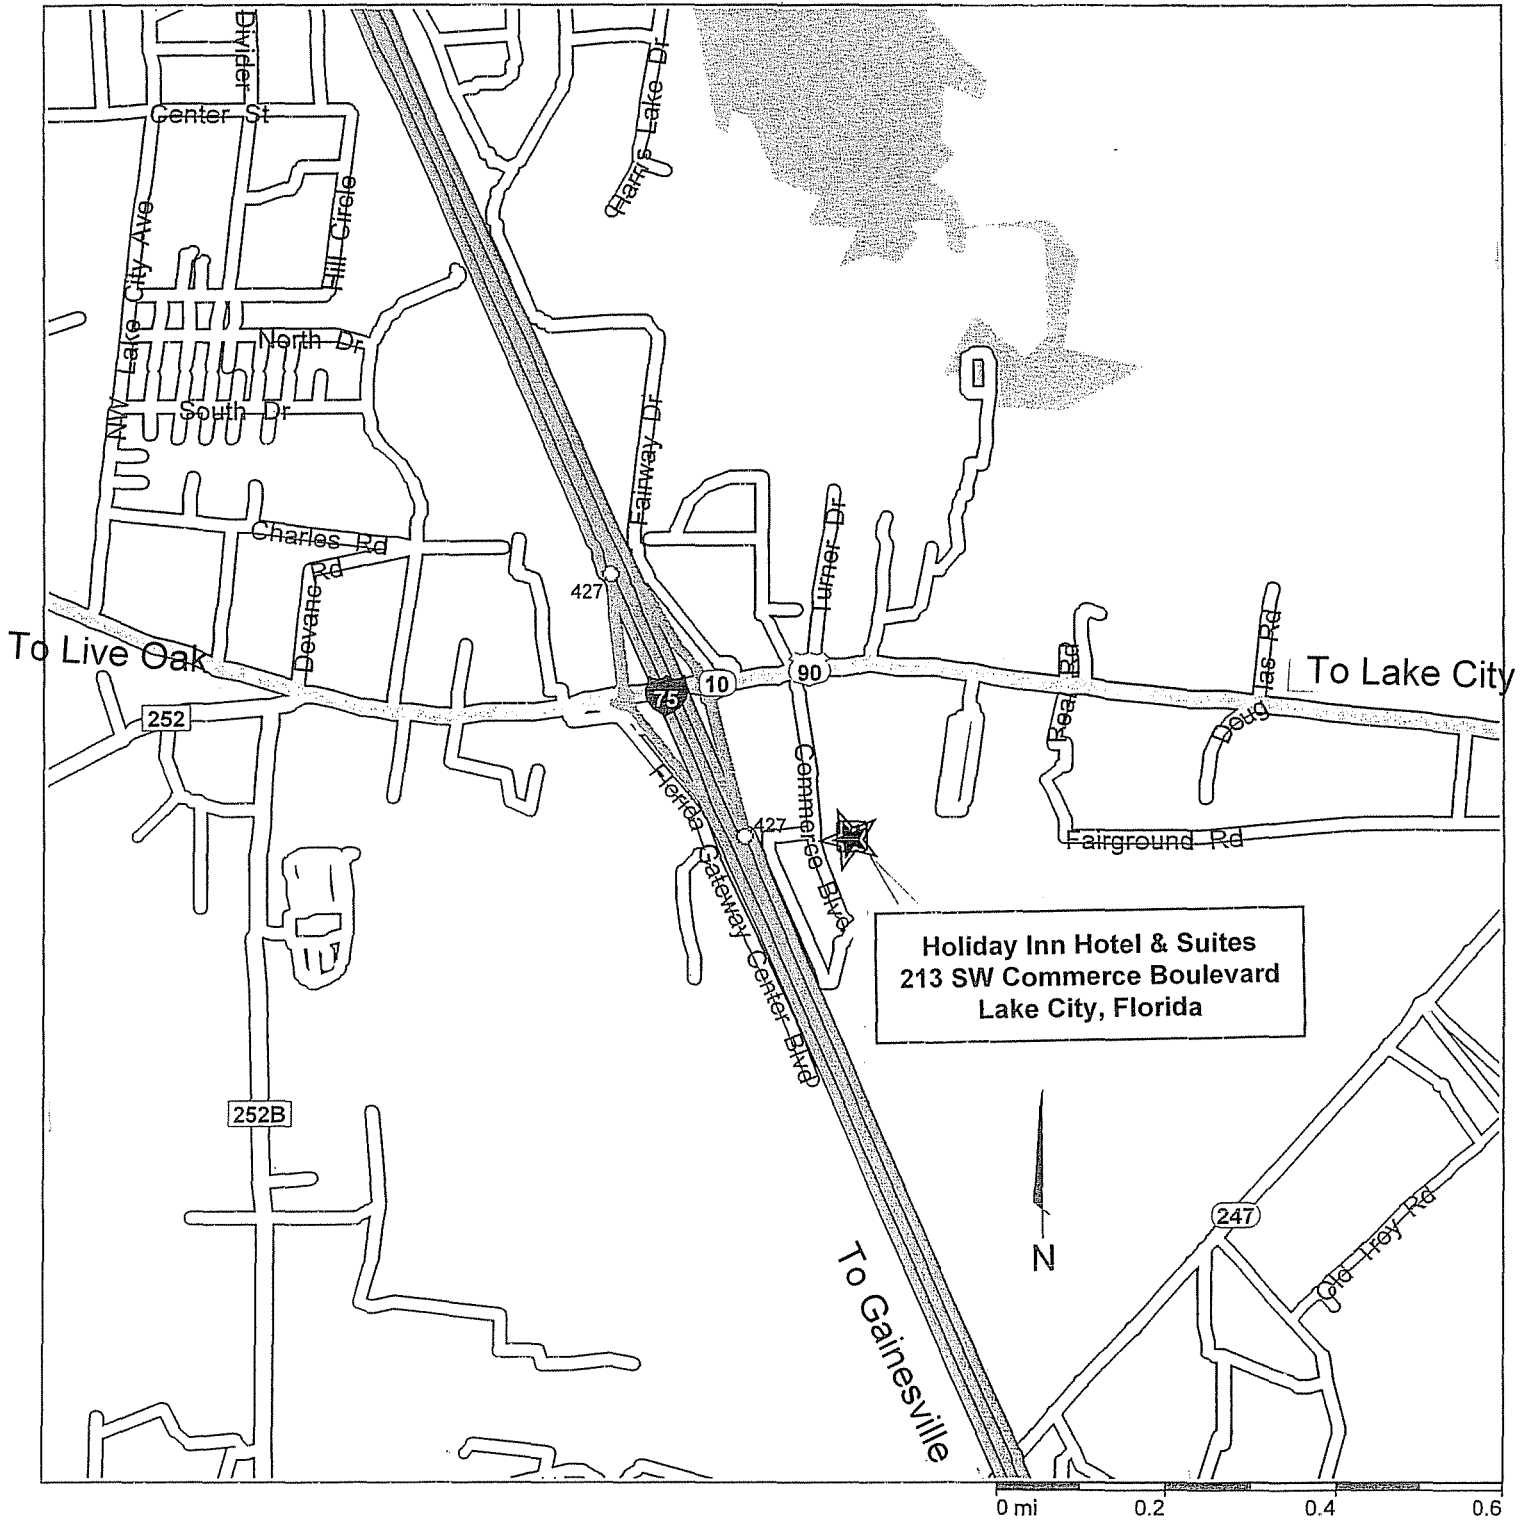 Divider
Center St
Harris Lake Dr
Hill Circle
NW Lake City Ave
North Dr
South Dr
Fairway Dr
Charles Rd
Devane Rd
Turner Dr
427
To Live Oak
10
90
75
To Lake City
252
Real Rd
Douglas Rd
Florida Gateway Center Blvd
427
Commerce Blvd
Fairground Rd
Holiday Inn Hotel & Suites
213 SW Commerce Boulevard
Lake City, Florida
252B
N
247
Old Troy Rd
To Gainesville
0 mi 0.2 0.4 0.6